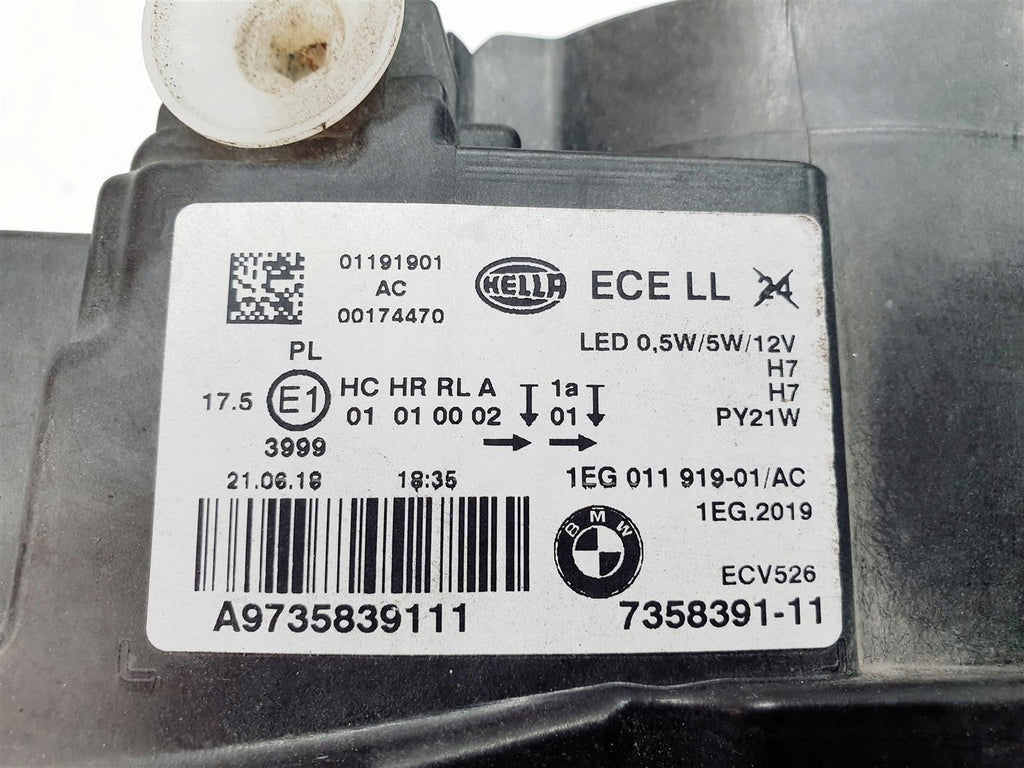 01191901
AC
00174470
HELLA
ECE LL 24
LED 0,5W/5W/12V
H7
H7
PY21W
PL
17.5 E1 HC HR RL A 1a
01 01 00 02 01
3999
21.06.18 18:35
1EG 011 919-01/AC
1EG.2019
BMW
ECV526
A9735839111
7358391-11